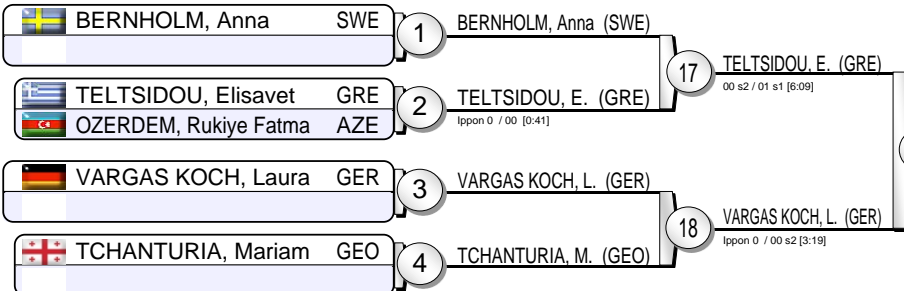 BERNHOLM, Anna SWE
1
BERNHOLM, Anna (SWE)
TELTSIDOU, Elisavet GRE
OZERDEM, Rukiye Fatma AZE
2
TELTSIDOU, E. (GRE)
Ippon 0 / 00 [0:41]
17
TELTSIDOU, E. (GRE)
00 s2 / 01 s1 [6:09]
VARGAS KOCH, Laura GER
3
VARGAS KOCH, L. (GER)
TCHANTURIA, Mariam GEO
4
TCHANTURIA, M. (GEO)
18
VARGAS KOCH, L. (GER)
Ippon 0 / 00 s2 [3:19]